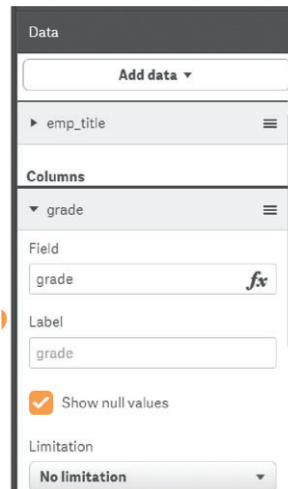 Data
Add data
emp_title
Columns
grade
Field
grade fx
Label
grade
Show null values
Limitation
No limitation